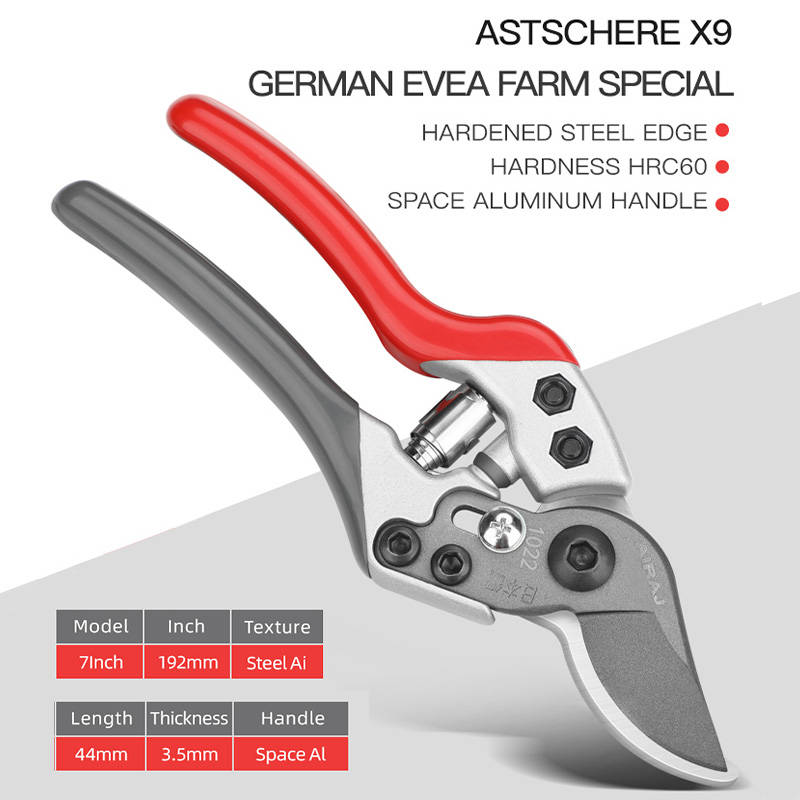 ASTSCHERE X9
GERMAN EVEA FARM SPECIAL
HARDENED STEEL EDGE
HARDNESS HRC60
SPACE ALUMINUM HANDLE
1022
AIRAJ
Model Inch Texture
7Inch 192mm Steel Ai
Length Thickness Handle
44mm 3.5mm Space Al